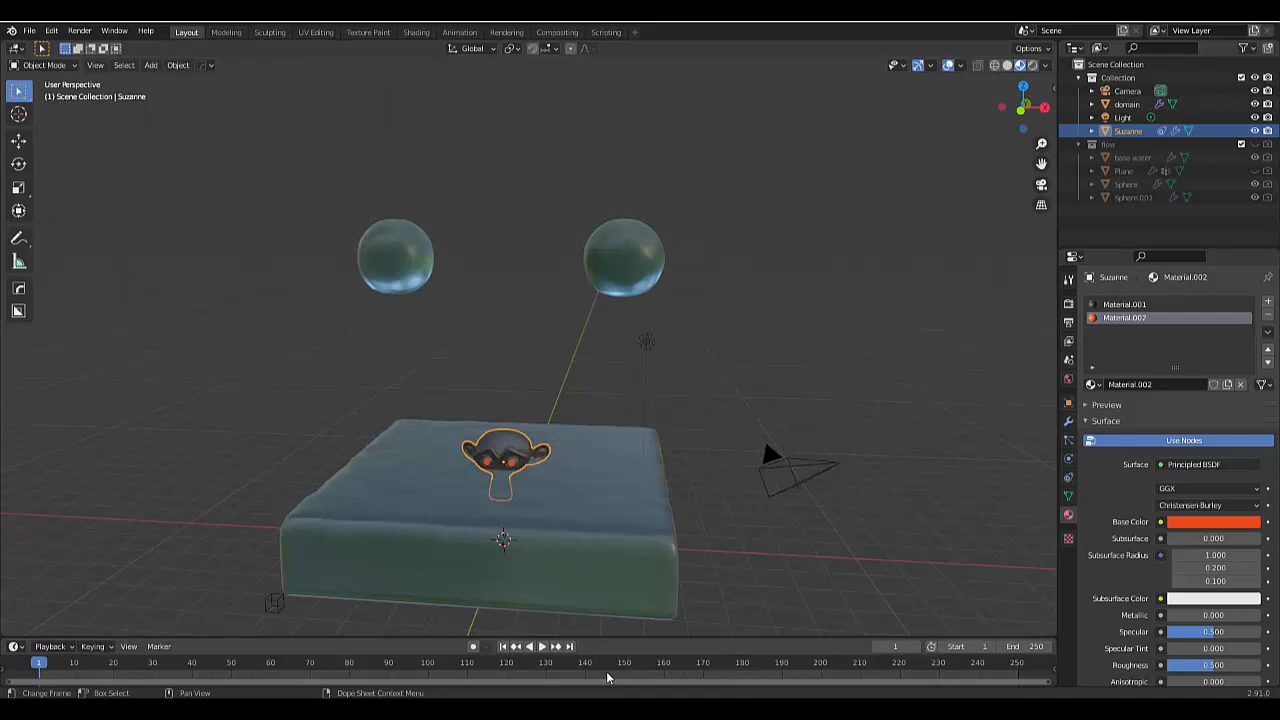 File Edit Render Window Help Layout Modeling Sculpting UV Editing Texture Paint Shading Animation Rendering Compositing Scripting + Scene View Layer
Global Options
Object Mode View Select Add Object
User Perspective
(1) Scene Collection | Suzanne
Scene Collection
Collection
Camera
domain
Light
Suzanne
flow
base water
Plane
Sphere
Sphere.001
X
Z
Suzanne Material.002
Material.001
Material.002
Material.002
Preview
Surface
Use Nodes
Surface Principled BSDF
GGX
Christensen-Burley
Base Color
Subsurface 0.000
Subsurface Radius 1.000
0.200
0.100
Subsurface Color
Metallic 0.000
Specular 0.500
Specular Tint 0.000
Roughness 0.500
Anisotropic 0.000
Playback Keying View Marker 1 Start 1 End 250
1 10 20 30 40 50 60 70 80 90 100 110 120 130 140 150 160 170 180 190 200 210 220 230 240 250
Change Frame Box Select Pan View Dope Sheet Context Menu 2.91.0